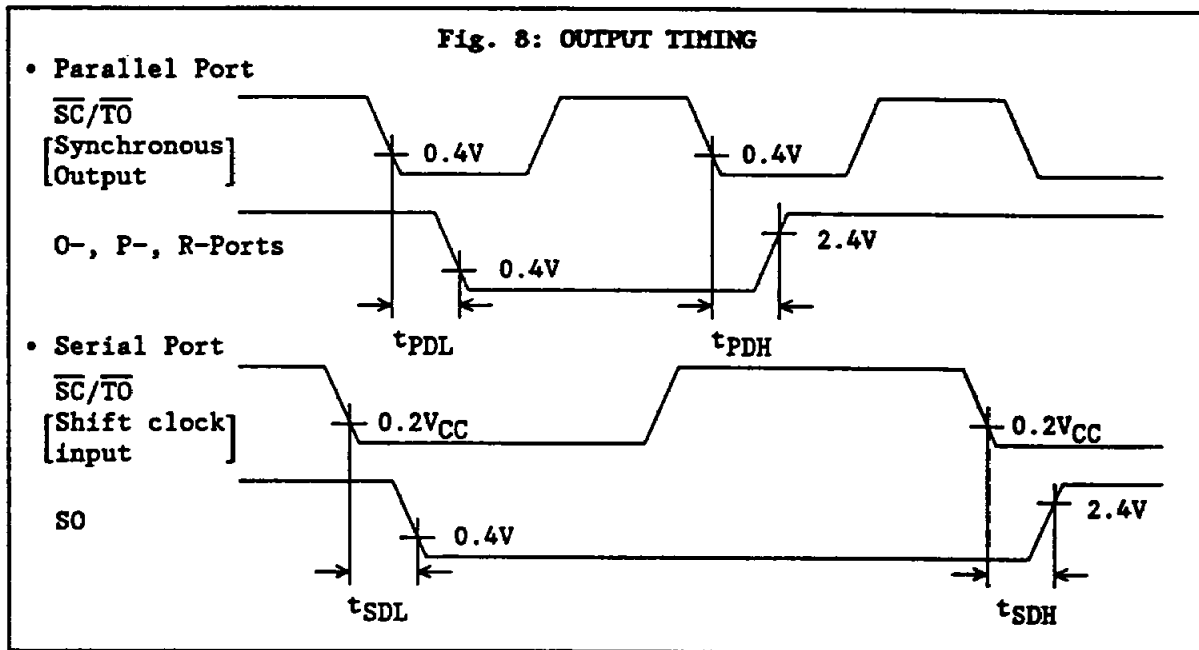 Fig. 8: OUTPUT TIMING
• Parallel Port
SC/TO
[Synchronous
Output]
0.4V
0.4V
O-, P-, R-Ports
0.4V
2.4V
tPDL
tPDH
• Serial Port
SC/TO
[Shift clock
input]
0.2VCC
0.2VCC
SO
0.4V
2.4V
tSDL
tSDH